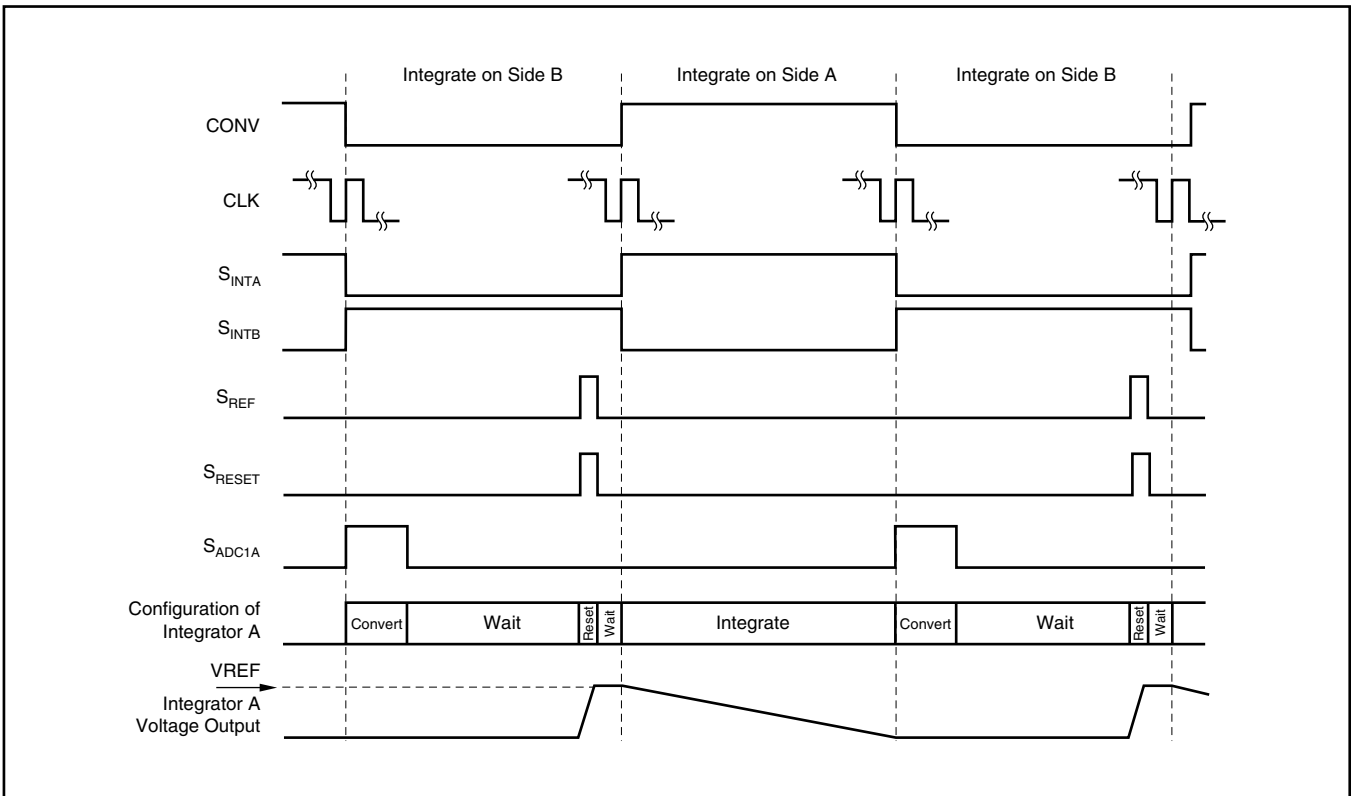 Integrate on Side B
Integrate on Side A
Integrate on Side B
CONV
CLK
SINTA
SINTB
SREF
SRESET
SADC1A
Configuration of
Integrator A
Convert
Wait
Reset
Wait
Integrate
Convert
Wait
Reset
Wait
VREF
Integrator A
Voltage Output